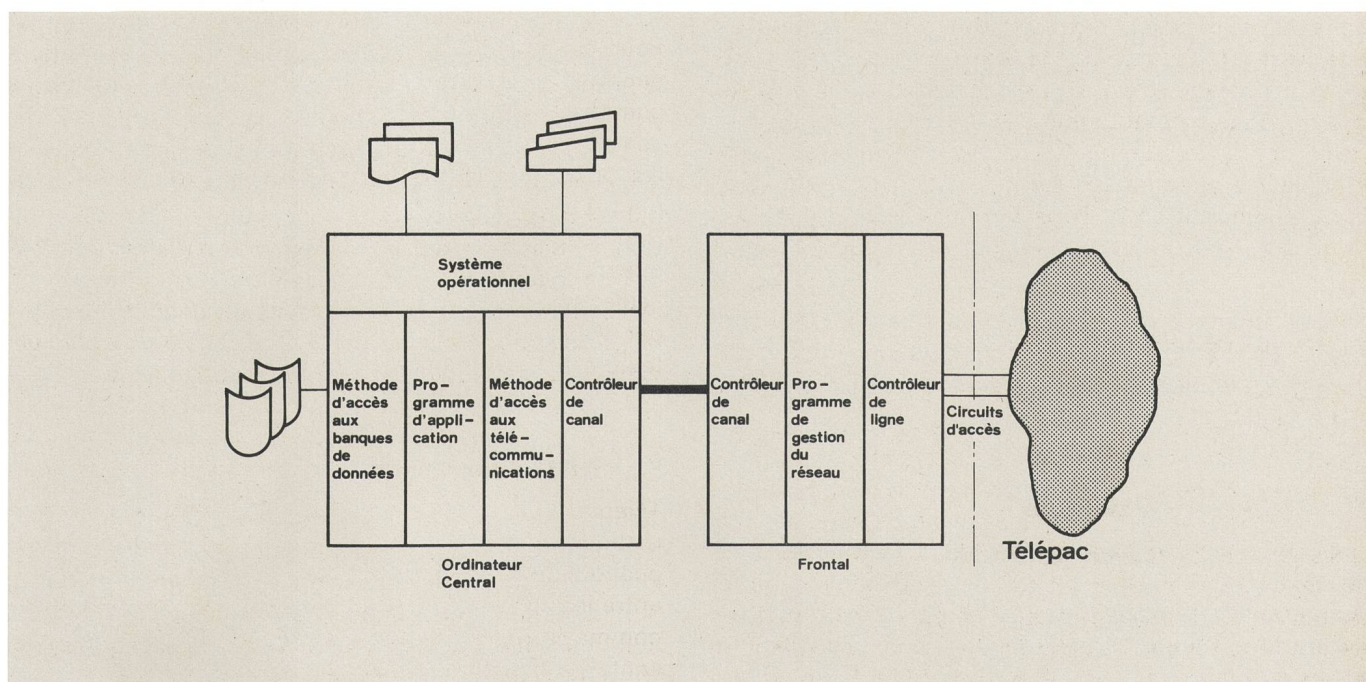 Système
opérationnel
Méthode
d'accès
aux
banques
de
données
Pro –
gramme
d'appli –
cation
Méthode
d'accès
aux
télé –
commu –
nications
Contrôleur
de
canal
Contrôleur
de
canal
Pro –
gramme
de
gestion
du
réseau
Contrôleur
de
ligne
Circuits
d'accès
Ordinateur
Central
Frontal
Télépac